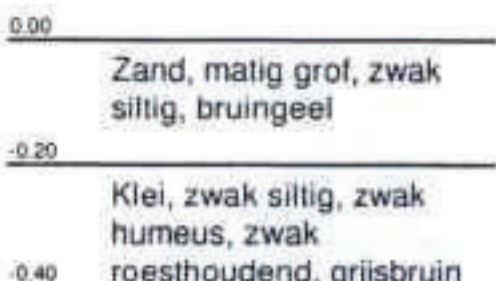 0.00
Zand, matig grof, zwak
siltig, bruingeel
-0.20
Klei, zwak siltig, zwak
humeus, zwak
-0.40 roesthoudend, grijsbruin